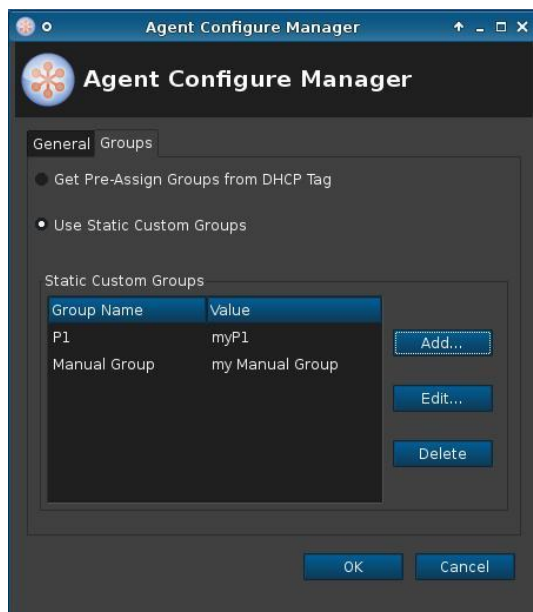 Agent Configure Manager
Agent Configure Manager
General Groups
Get Pre-Assign Groups from DHCP Tag
Use Static Custom Groups
Static Custom Groups
Group Name Value
P1 myP1
Manual Group my Manual Group
Add...
Edit...
Delete
OK Cancel